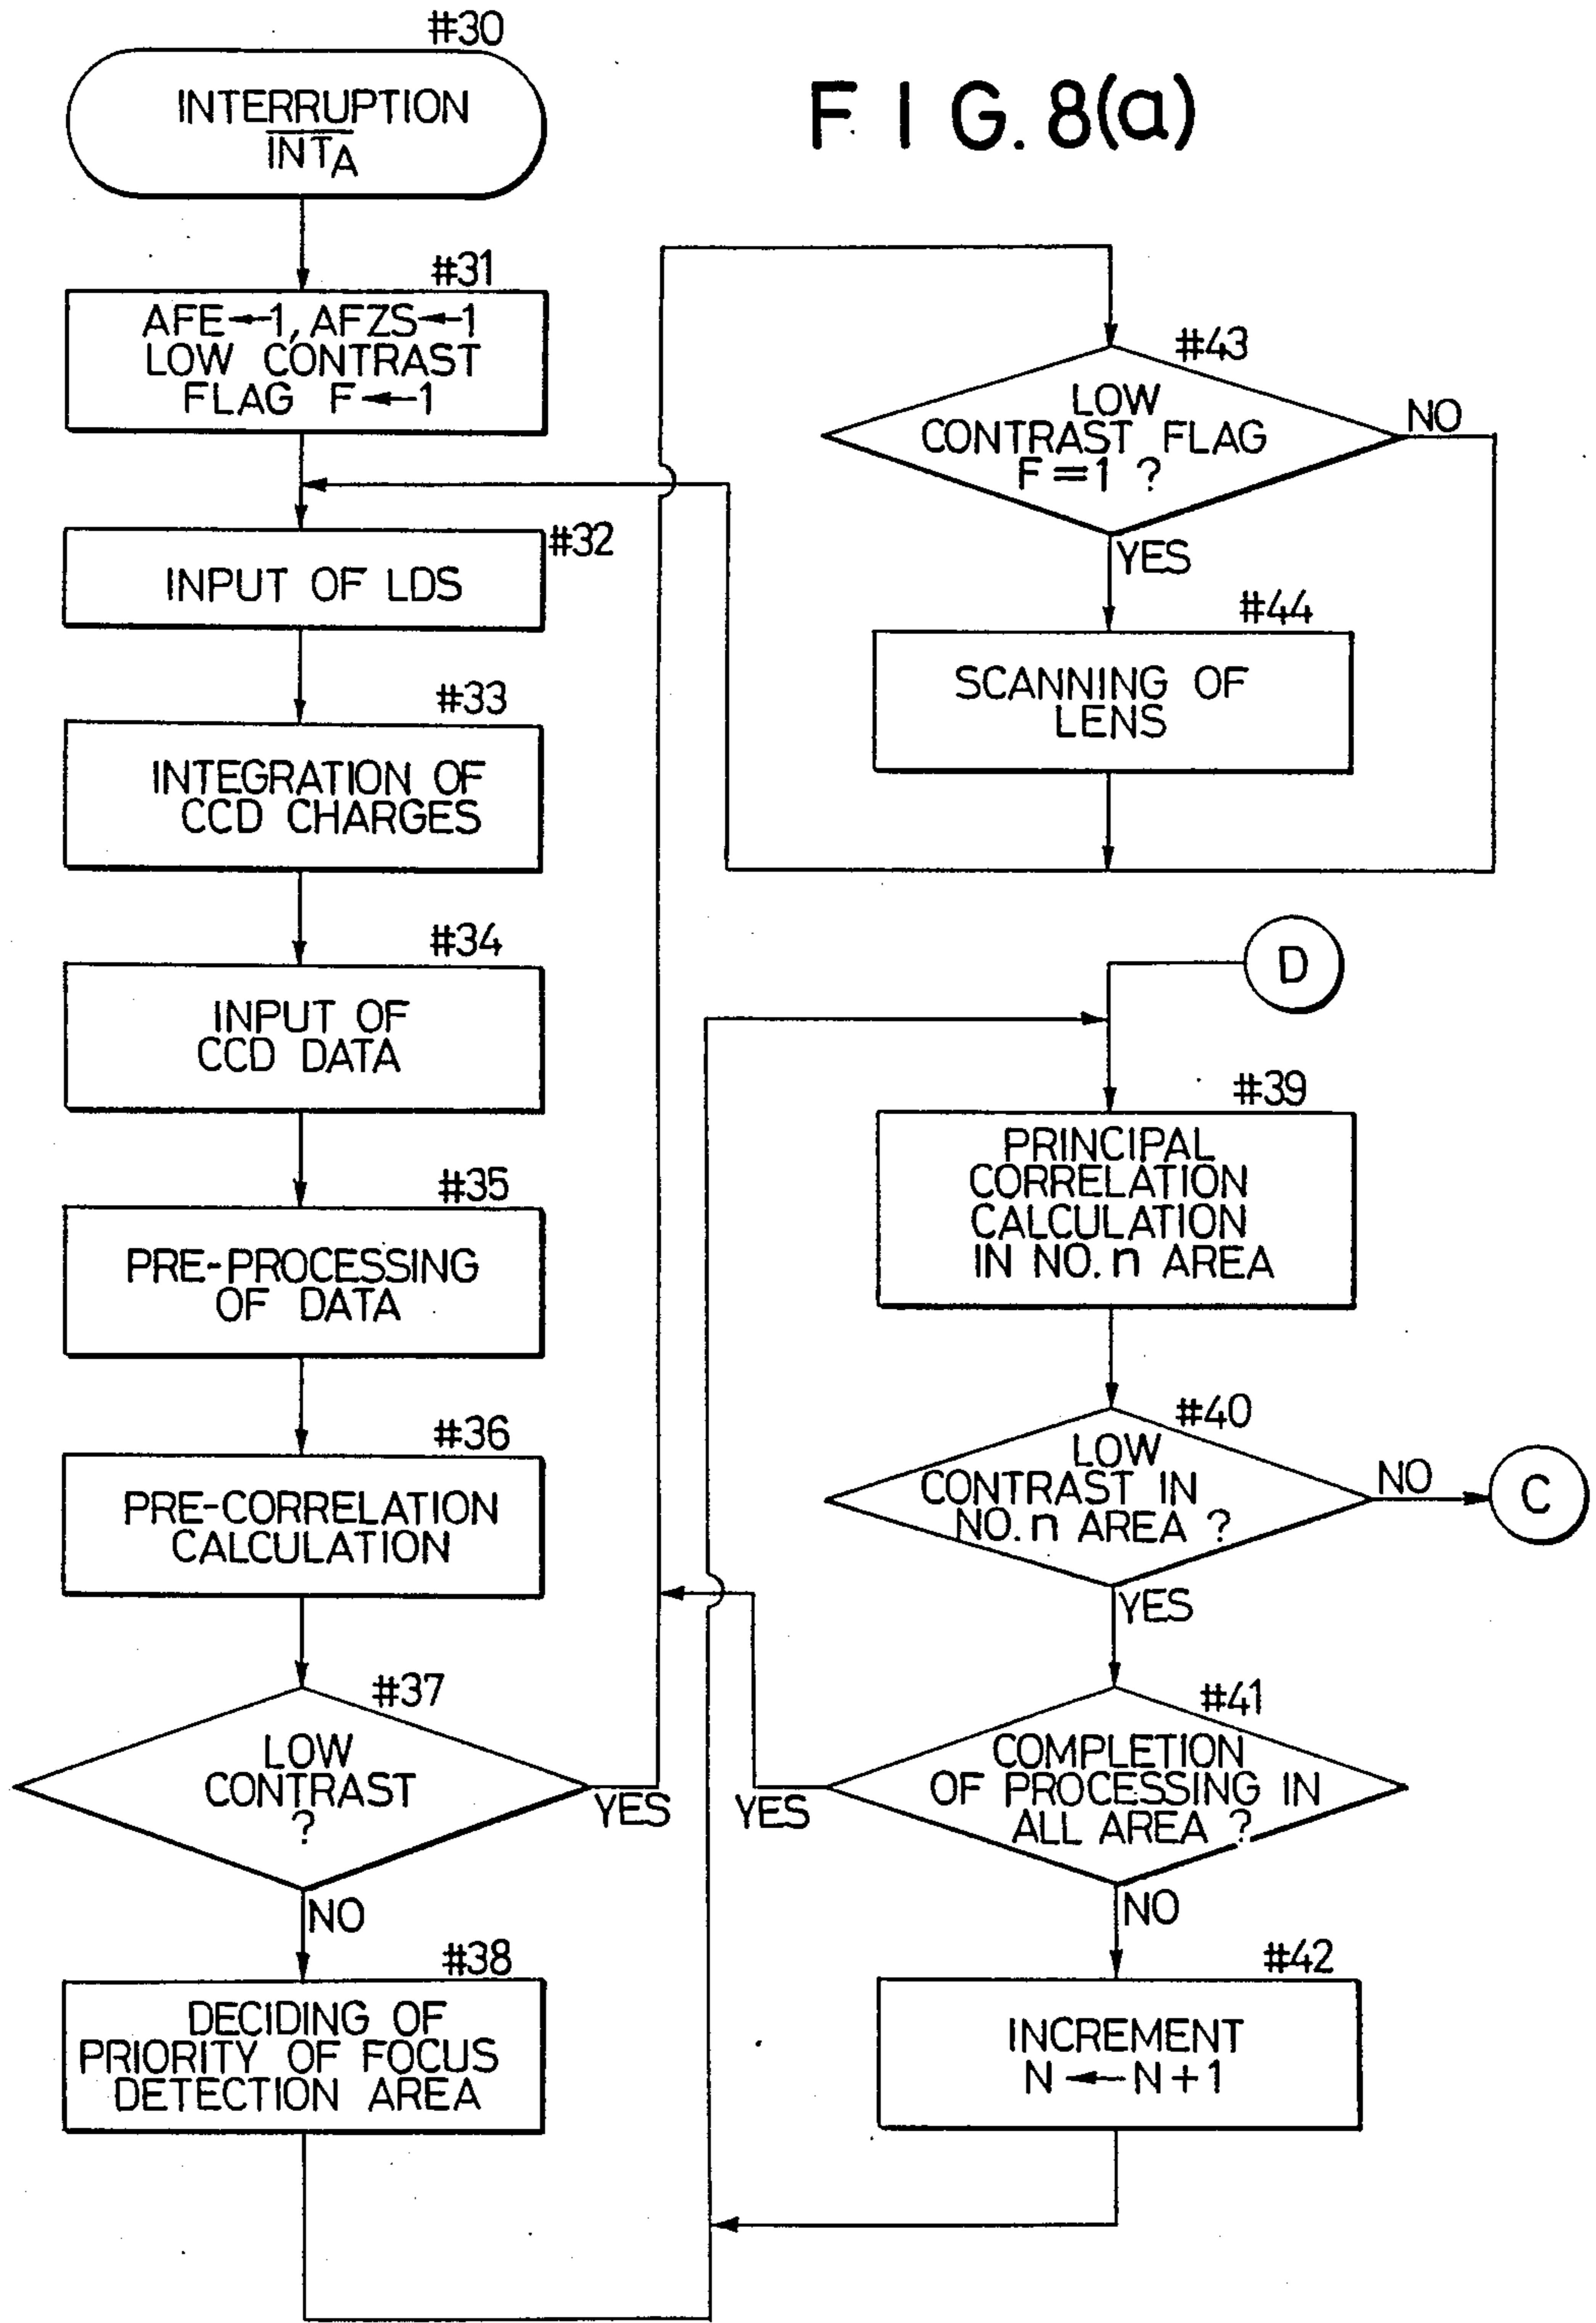 FIG. 8(a)
#30
INTERRUPTION
INTA
#31
AFE←1, AFZS←1
LOW CONTRAST
FLAG F←1
#32
INPUT OF LDS
#33
INTEGRATION OF
CCD CHARGES
#34
INPUT OF
CCD DATA
#35
PRE-PROCESSING
OF DATA
#36
PRE-CORRELATION
CALCULATION
#37
LOW
CONTRAST
?
YES
NO
#38
DECIDING OF
PRIORITY OF FOCUS
DETECTION AREA
#43
LOW
CONTRAST FLAG
F=1 ?
NO
YES
#44
SCANNING OF
LENS
D
#39
PRINCIPAL
CORRELATION
CALCULATION
IN NO. n AREA
#40
LOW
CONTRAST IN
NO. n AREA ?
NO
C
YES
#41
COMPLETION
OF PROCESSING IN
ALL AREA ?
YES
NO
#42
INCREMENT
N←N+1